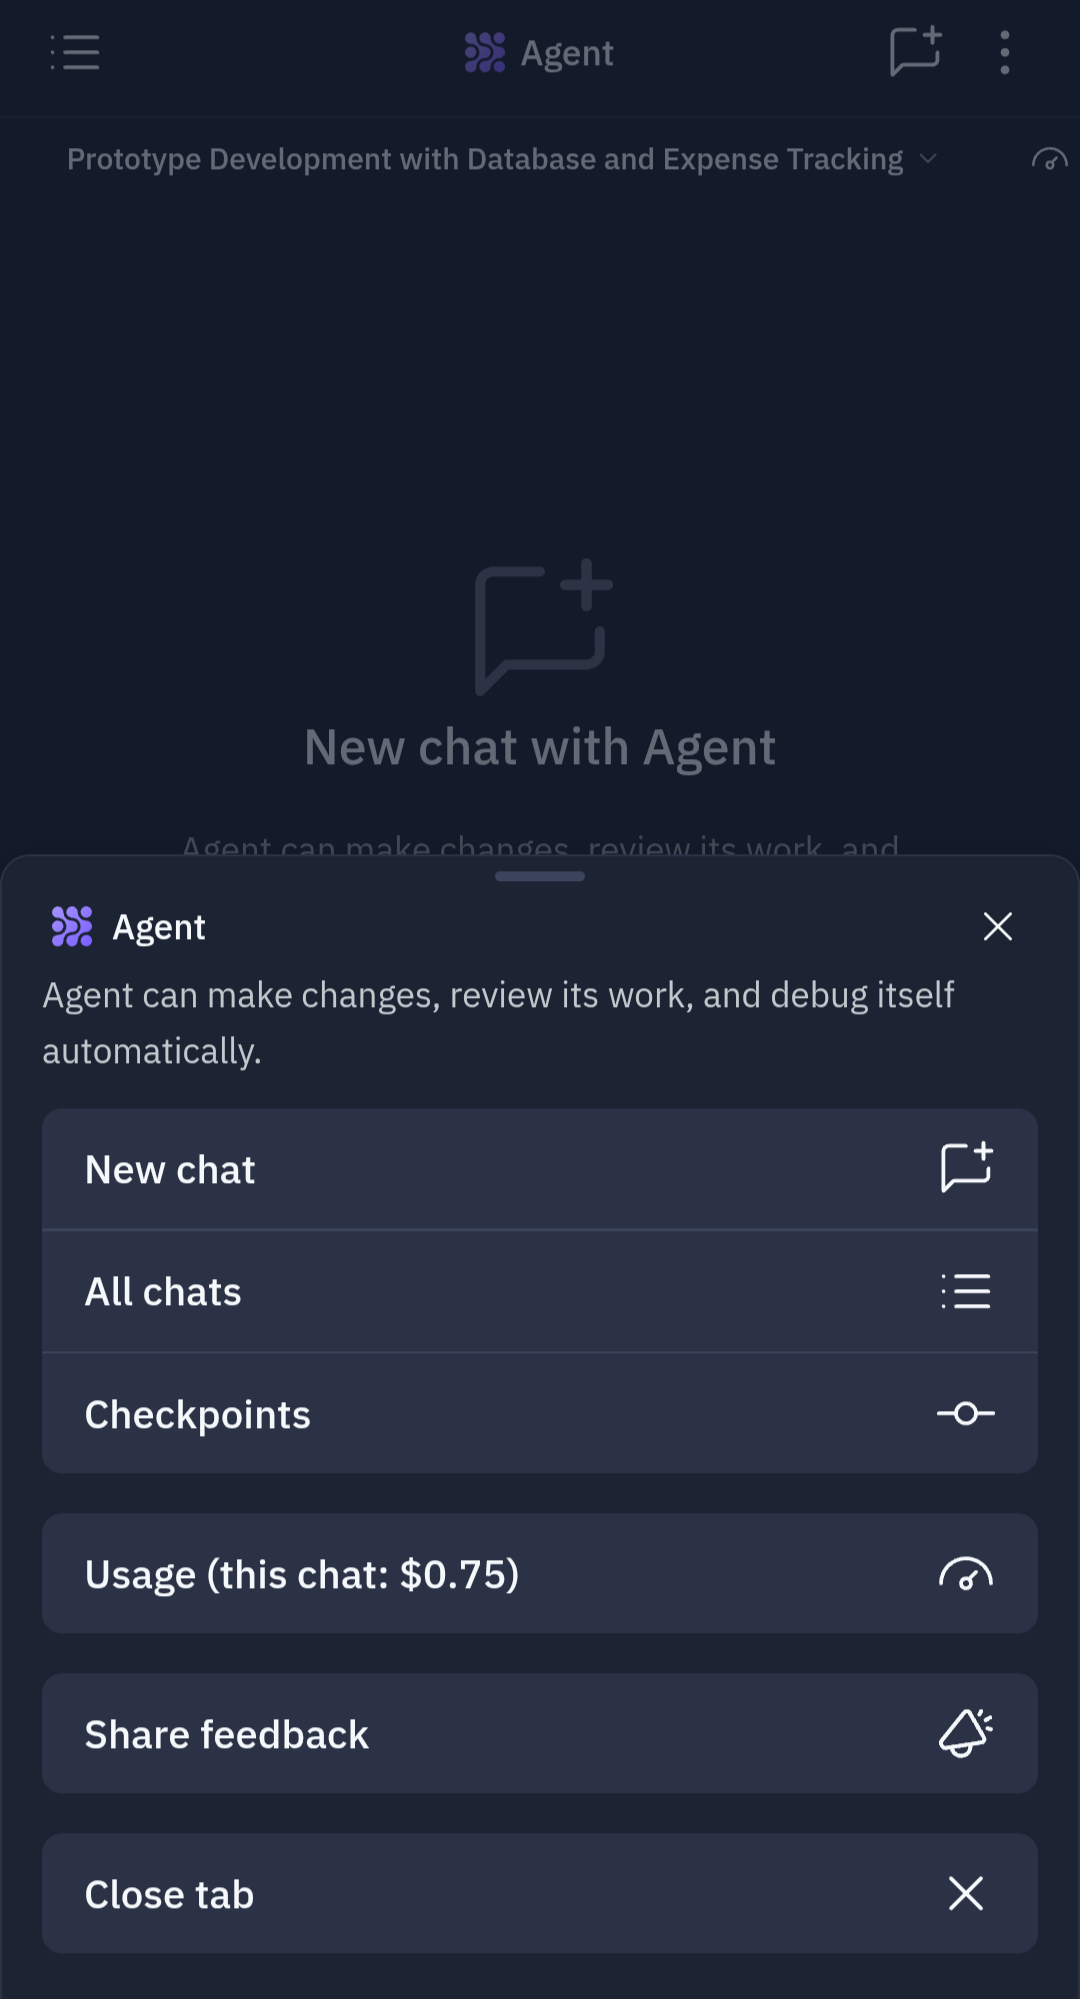 Agent
Prototype Development with Database and Expense Tracking
New chat with Agent
Agent can make changes, review its work, and
Agent
Agent can make changes, review its work, and debug itself
automatically.
New chat
All chats
Checkpoints
Usage (this chat: $0.75)
Share feedback
Close tab